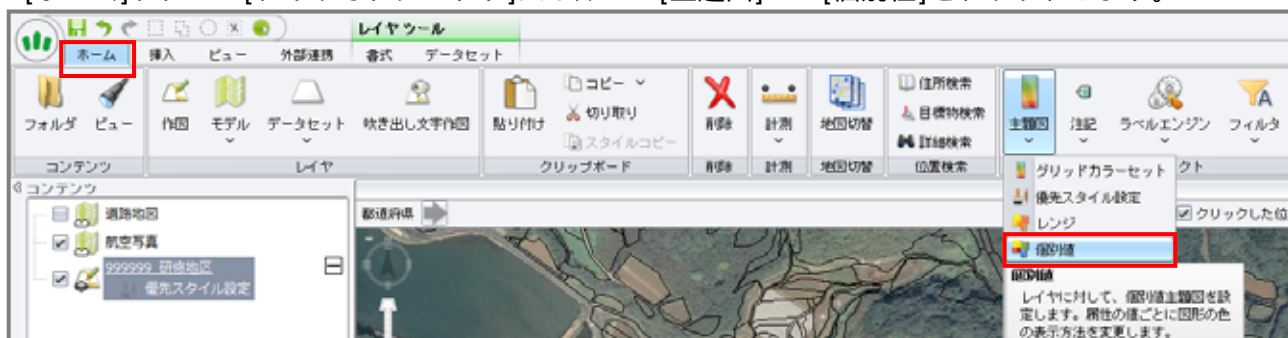 レイヤツール
ホーム 挿入 ビュー 外部連携 書式 データセット
フォルダ ビュー 作図 モデル データセット 吹き出し文字作図 貼り付け コピー 切り取り スタイルコピー 削除 計測 地図切替 住所検索 目標物検索 詳細検索 主題図 注記 ラベルエンジン フィルタ
コンテンツ レイヤ クリップボード 削除 計測 地図切替 位置検索 クト
コンテンツ
道路地図
航空写真
999999 研修地区
優先スタイル設定
都道府県
クリックした位
グリッドカラーセット
優先スタイル設定
レンジ
個別値
個別値
レイヤに対して、個別値主題図を設
定します。属性の値ごとに図形の色
の表示方法を変更します。